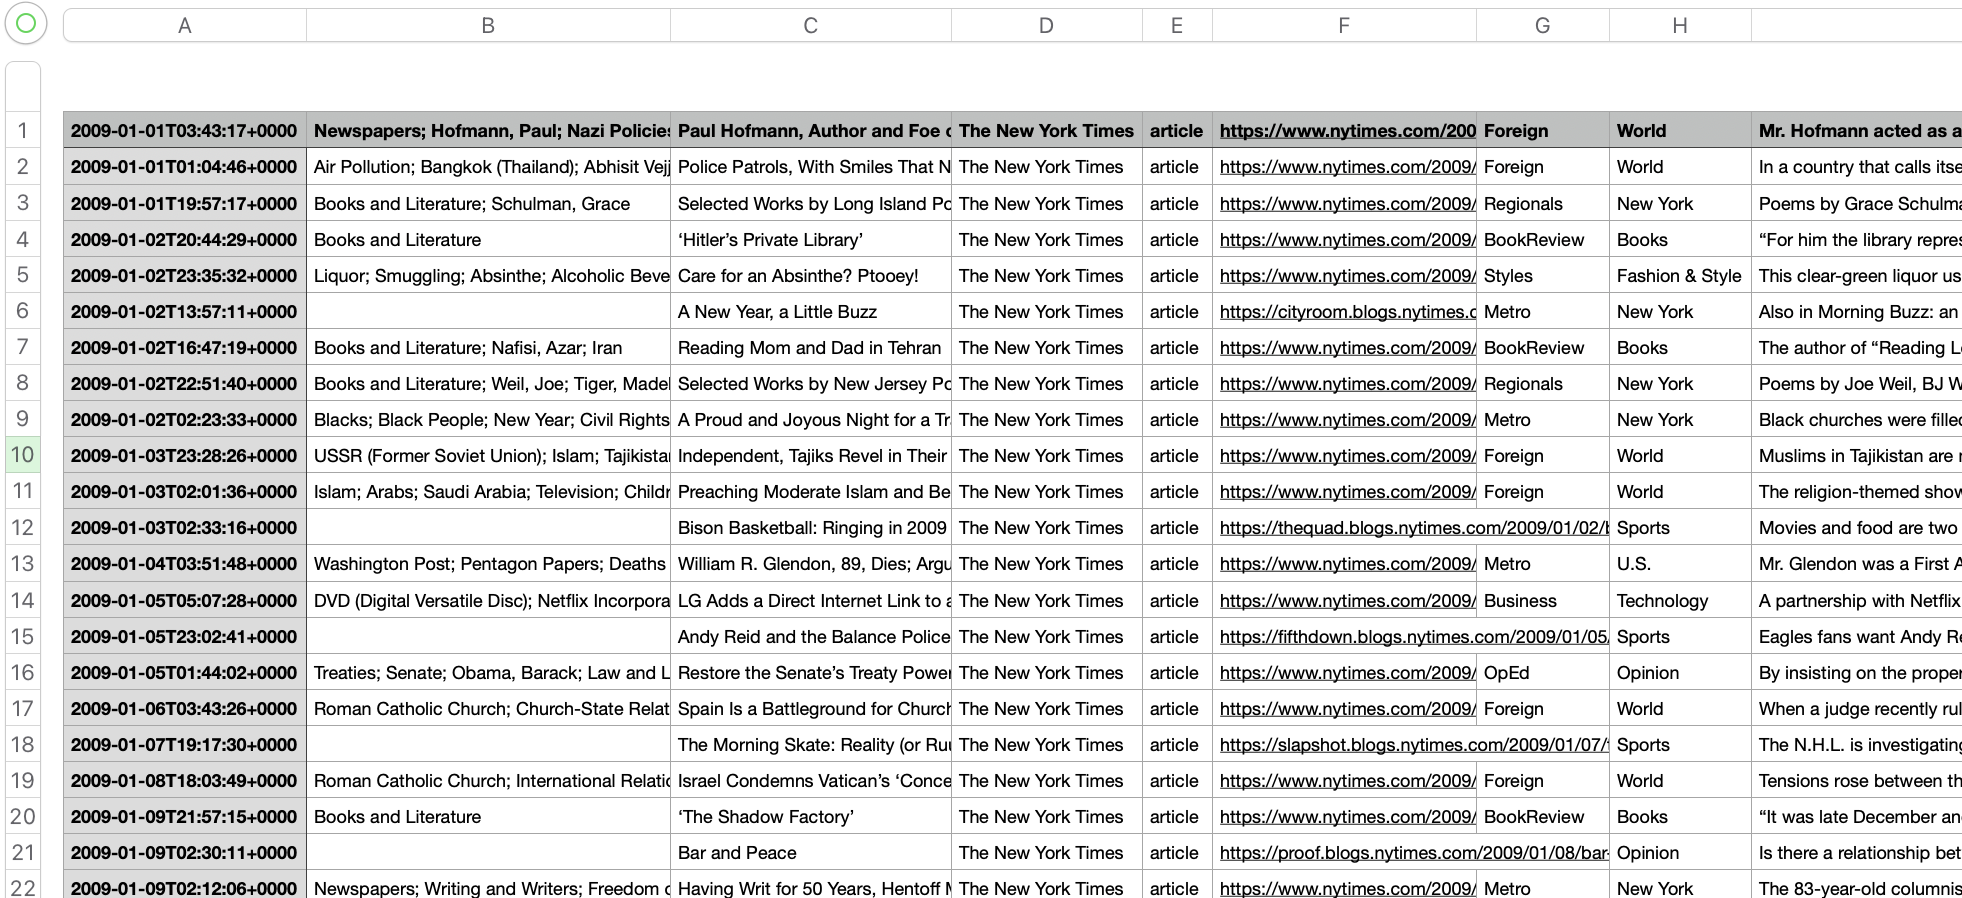 A B C D E F G H
1 2009-01-01T03:43:17+0000 Newspapers; Hofmann, Paul; Nazi Policies Paul Hofmann, Author and Foe The New York Times article https://www.nytimes.com/200 Foreign World Mr. Hofmann acted as a
2 2009-01-01T01:04:46+0000 Air Pollution; Bangkok (Thailand); Abhisit Police Patrols, With Smiles That The New York Times article https://www.nytimes.com/2009/ Foreign World In a country that calls
3 2009-01-01T19:57:17+0000 Books and Literature; Schulman, Grace Selected Works by Long Island The New York Times article https://www.nytimes.com/2009/ Regionals New York Poems by Grace
4 2009-01-02T20:44:29+0000 Books and Literature ‘Hitler’s Private Library’ The New York Times article https://www.nytimes.com/2009/ BookReview Books “For him the library
5 2009-01-02T23:35:32+0000 Liquor; Smuggling; Absinthe; Alcoholic Care for an Absinthe? Ptooey! The New York Times article https://www.nytimes.com/2009/ Styles Fashion & Style This clear-green liquor
6 2009-01-02T13:57:11+0000 A New Year, a Little Buzz The New York Times article https://cityroom.blogs.nytimes.c Metro New York Also in Morning Buzz: an
7 2009-01-02T16:47:19+0000 Books and Literature; Nafisi, Azar; Iran Reading Mom and Dad in Tehran The New York Times article https://www.nytimes.com/2009/ BookReview Books The author of “Reading
8 2009-01-02T22:51:40+0000 Books and Literature; Weil, Joe; Tiger, Selected Works by New Jersey The New York Times article https://www.nytimes.com/2009/ Regionals New York Poems by Joe Weil, BJ
9 2009-01-02T02:23:33+0000 Blacks; Black People; New Year; Civil Rights A Proud and Joyous Night for a The New York Times article https://www.nytimes.com/2009/ Metro New York Black churches were
10 2009-01-03T23:28:26+0000 USSR (Former Soviet Union); Islam; Independent, Tajiks Revel in Their The New York Times article https://www.nytimes.com/2009/ Foreign World Muslims in Tajikistan are
11 2009-01-03T02:01:36+0000 Islam; Arabs; Saudi Arabia; Television; Preaching Moderate Islam and The New York Times article https://www.nytimes.com/2009/ Foreign World The religion-themed
12 2009-01-03T02:33:16+0000 Bison Basketball: Ringing in 2009 The New York Times article https://thequad.blogs.nytimes.com/2009/01/02/ Sports Movies and food are two
13 2009-01-04T03:51:48+0000 Washington Post; Pentagon Papers; Deaths William R. Glendon, 89, Dies; The New York Times article https://www.nytimes.com/2009/ Metro U.S. Mr. Glendon was a First
14 2009-01-05T05:07:28+0000 DVD (Digital Versatile Disc); Netflix LG Adds a Direct Internet Link to The New York Times article https://www.nytimes.com/2009/ Business Technology A partnership with Netflix
15 2009-01-05T23:02:41+0000 Andy Reid and the Balance Police The New York Times article https://fifthdown.blogs.nytimes.com/2009/01/05/ Sports Eagles fans want Andy
16 2009-01-05T01:44:02+0000 Treaties; Senate; Obama, Barack; Law and Restore the Senate’s Treaty The New York Times article https://www.nytimes.com/2009/ OpEd Opinion By insisting on the
17 2009-01-06T03:43:26+0000 Roman Catholic Church; Church-State Spain Is a Battleground for The New York Times article https://www.nytimes.com/2009/ Foreign World When a judge recently
18 2009-01-07T19:17:30+0000 The Morning Skate: Reality (or The New York Times article https://slapshot.blogs.nytimes.com/2009/01/07/ Sports The N.H.L. is
19 2009-01-08T18:03:49+0000 Roman Catholic Church; International Israel Condemns Vatican’s The New York Times article https://www.nytimes.com/2009/ Foreign World Tensions rose between
20 2009-01-09T21:57:15+0000 Books and Literature ‘The Shadow Factory’ The New York Times article https://www.nytimes.com/2009/ BookReview Books “It was late December
21 2009-01-09T02:30:11+0000 Bar and Peace The New York Times article https://proof.blogs.nytimes.com/2009/01/08/bar Opinion Is there a relationship
22 2009-01-09T02:12:06+0000 Newspapers; Writing and Writers; Freedom Having Writ for 50 Years, Hentoff The New York Times article https://www.nytimes.com/2009/ Metro New York The 83-year-old